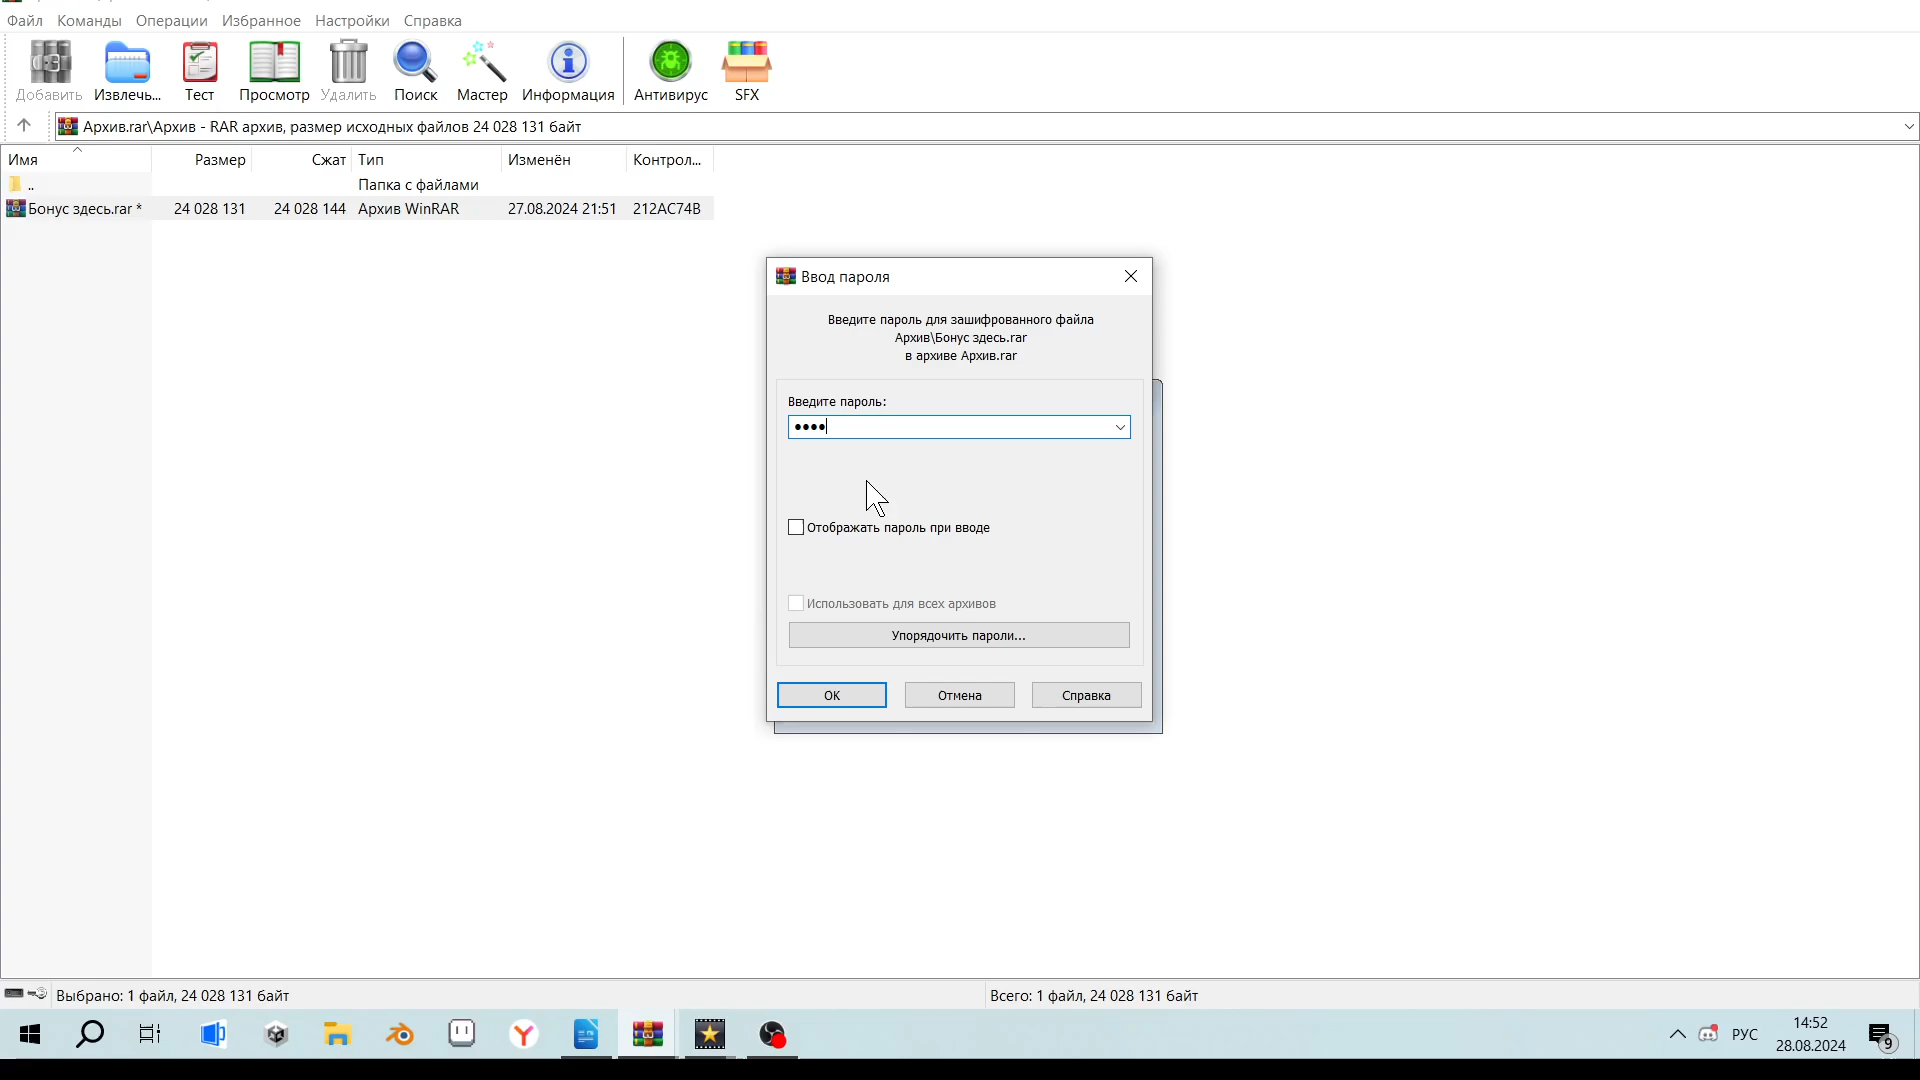 Файл Команды Операции Избранное Настройки Справка
Добавить Извлечь... Тест Просмотр Удалить Поиск Мастер Информация Антивирус SFX
Архив.rar\Архив - RAR архив, размер исходных файлов 24 028 131 байт
Имя Размер Сжат Тип Изменён Контрол...
.. Папка с файлами
Бонус здесь.rar * 24 028 131 24 028 144 Архив WinRAR 27.08.2024 21:51 212AC74B
Ввод пароля
Введите пароль для зашифрованного файла
Архив\Бонус здесь.rar
в архиве Архив.rar
Введите пароль:
••••
Отображать пароль при вводе
Использовать для всех архивов
Упорядочить пароли...
ОК Отмена Справка
Выбрано: 1 файл, 24 028 131 байт Всего: 1 файл, 24 028 131 байт
РУС 14:52
28.08.2024 9